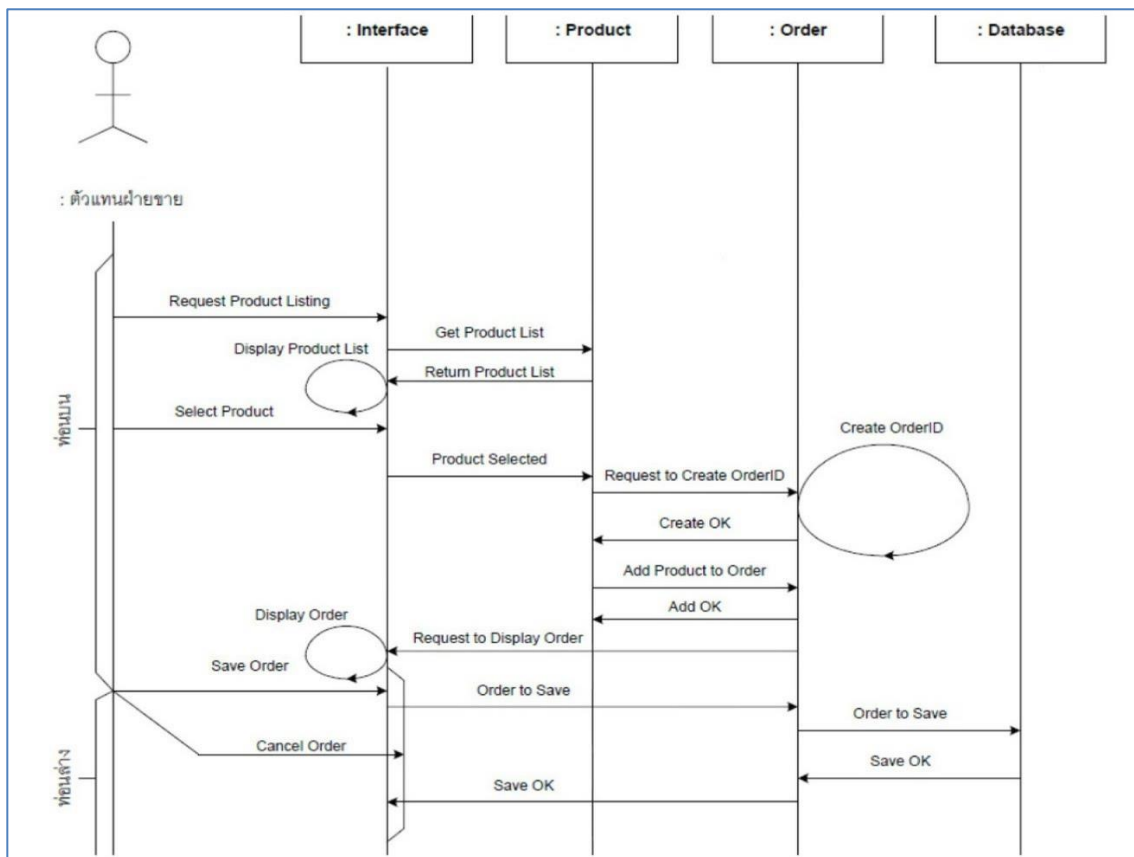 : Interface
: Product
: Order
: Database
: ตัวแทนฝ่ายขาย
Request Product Listing
Get Product List
Display Product List
Return Product List
Select Product
ท่อนบน
Create OrderID
Product Selected
Request to Create OrderID
Create OK
Add Product to Order
Add OK
Display Order
Request to Display Order
Save Order
Order to Save
Order to Save
Cancel Order
Save OK
ท่อนล่าง
Save OK